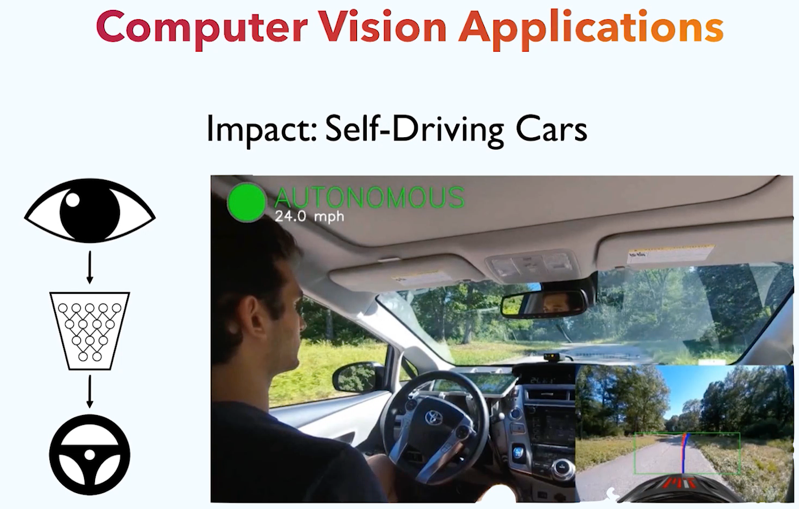 Computer Vision Applications
Impact: Self-Driving Cars
AUTONOMOUS
24.0 mph